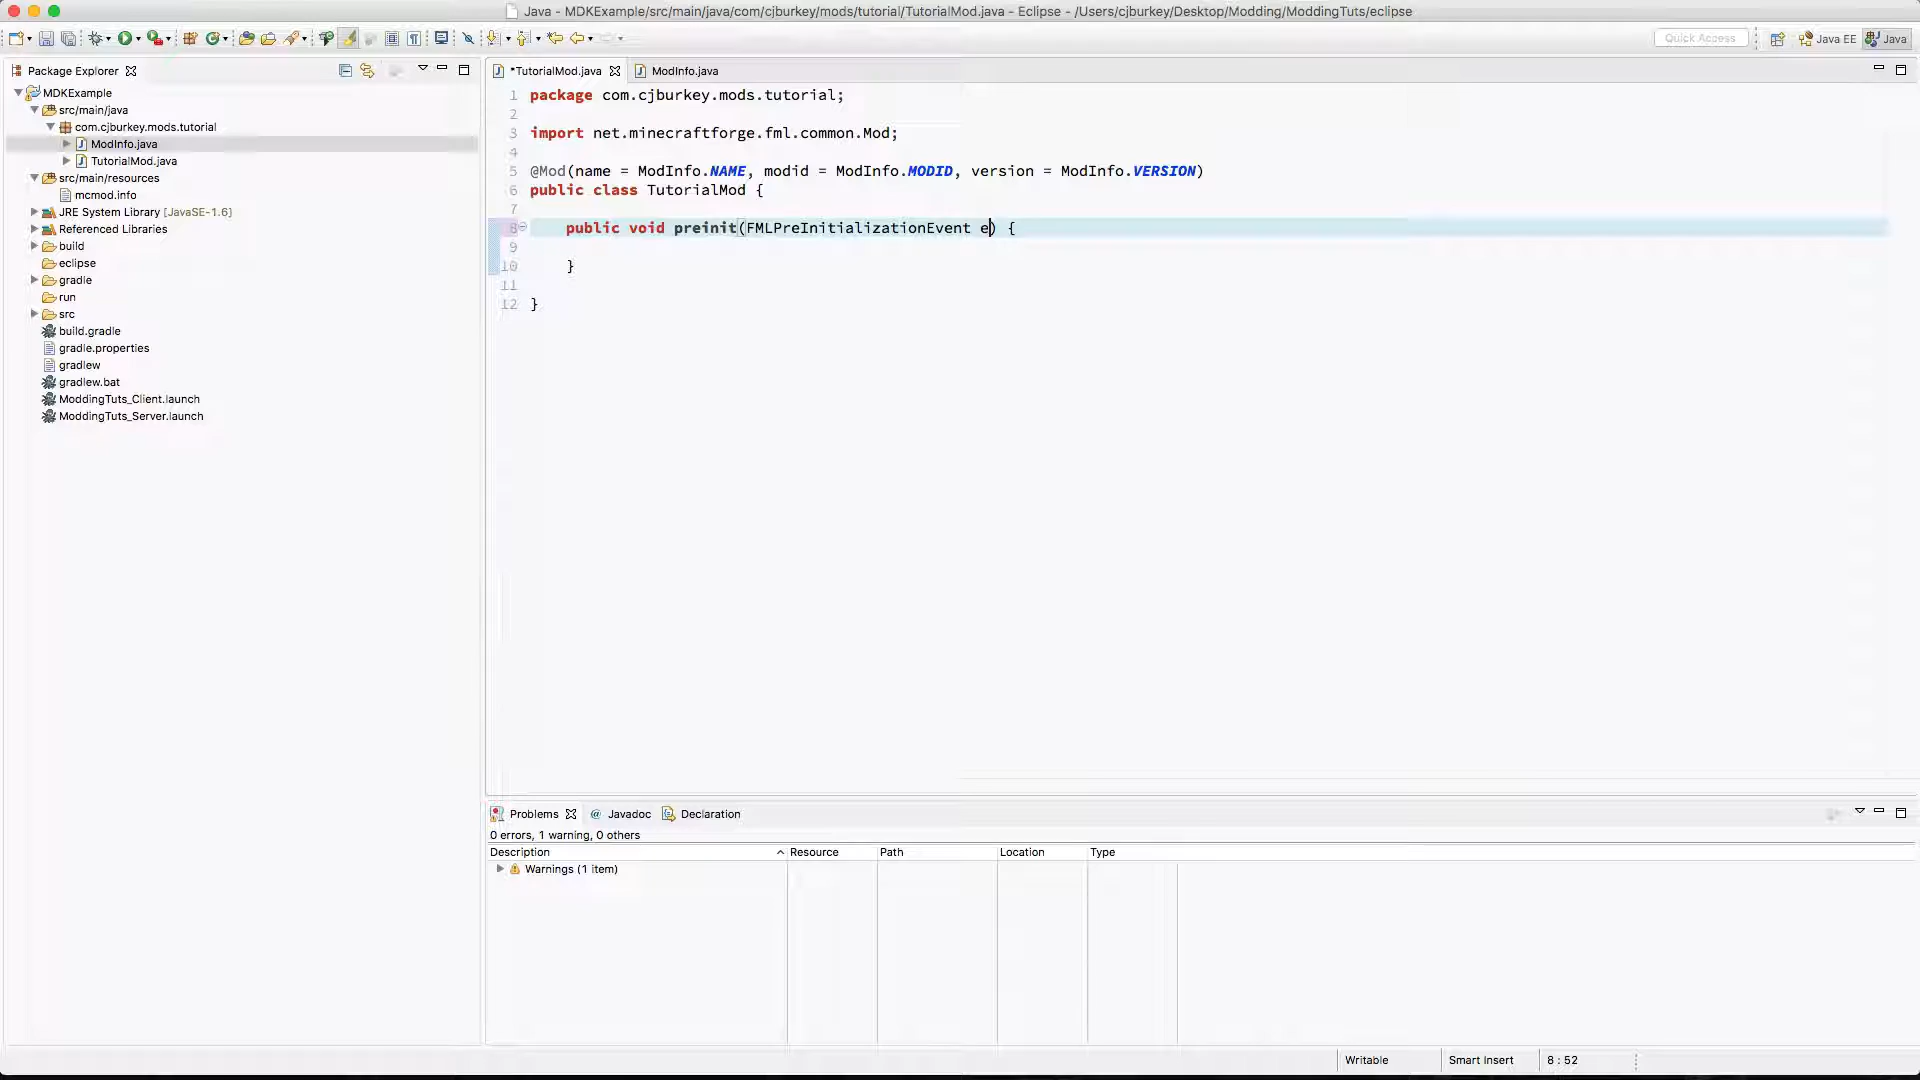 Java - MDKExample/src/main/java/com/cjburkey/mods/tutorial/TutorialMod.java - Eclipse - /Users/cjburkey/Desktop/Modding/ModdingTuts/eclipse
Quick Access
Java EE
Java
Package Explorer
*TutorialMod.java
ModInfo.java
MDKExample
src/main/java
com.cjburkey.mods.tutorial
ModInfo.java
TutorialMod.java
src/main/resources
mcmod.info
JRE System Library [JavaSE-1.6]
Referenced Libraries
build
eclipse
gradle
run
src
build.gradle
gradle.properties
gradlew
gradlew.bat
ModdingTuts_Client.launch
ModdingTuts_Server.launch
1 package com.cjburkey.mods.tutorial;
2
3 import net.minecraftforge.fml.common.Mod;
4
5 @Mod(name = ModInfo.NAME, modid = ModInfo.MODID, version = ModInfo.VERSION)
6 public class TutorialMod {
7
8 public void preinit(FMLPreInitializationEvent e) {
9
10 }
11
12 }
Problems
@ Javadoc
Declaration
0 errors, 1 warning, 0 others
Description Resource Path Location Type
Warnings (1 item)
Writable
Smart Insert
8 : 52